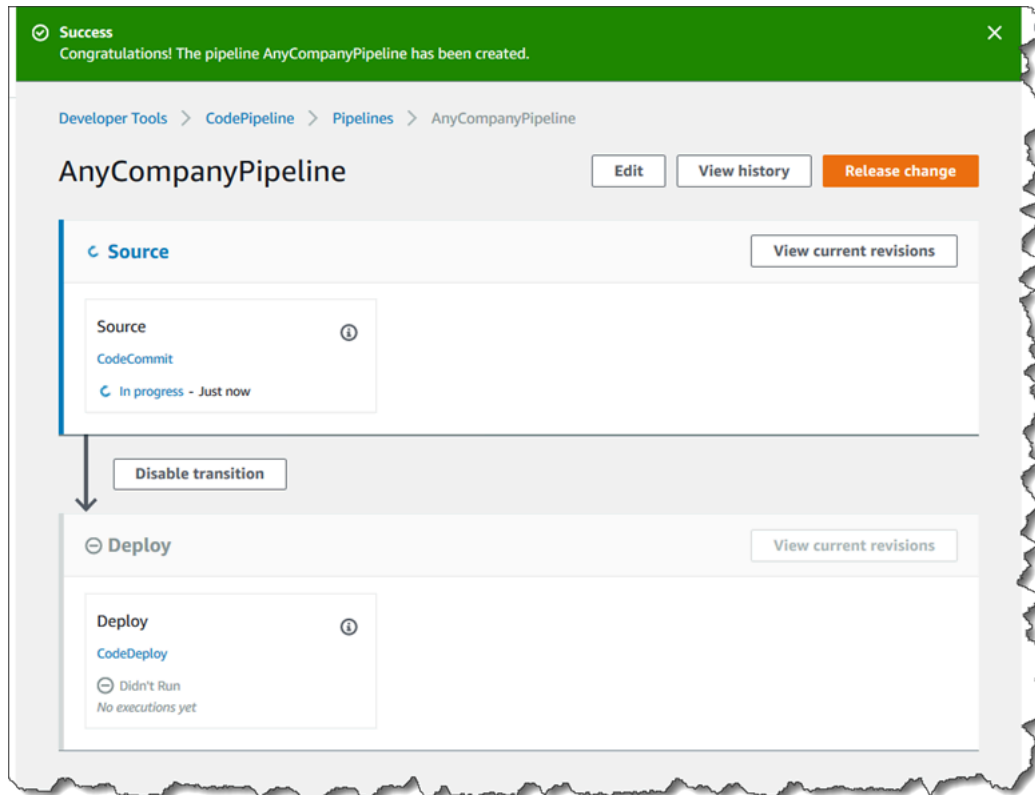 Success
Congratulations! The pipeline AnyCompanyPipeline has been created.
Developer Tools > CodePipeline > Pipelines > AnyCompanyPipeline
AnyCompanyPipeline
Edit
View history
Release change
Source
View current revisions
Source
CodeCommit
In progress - Just now
Disable transition
Deploy
View current revisions
Deploy
CodeDeploy
Didn't Run
No executions yet